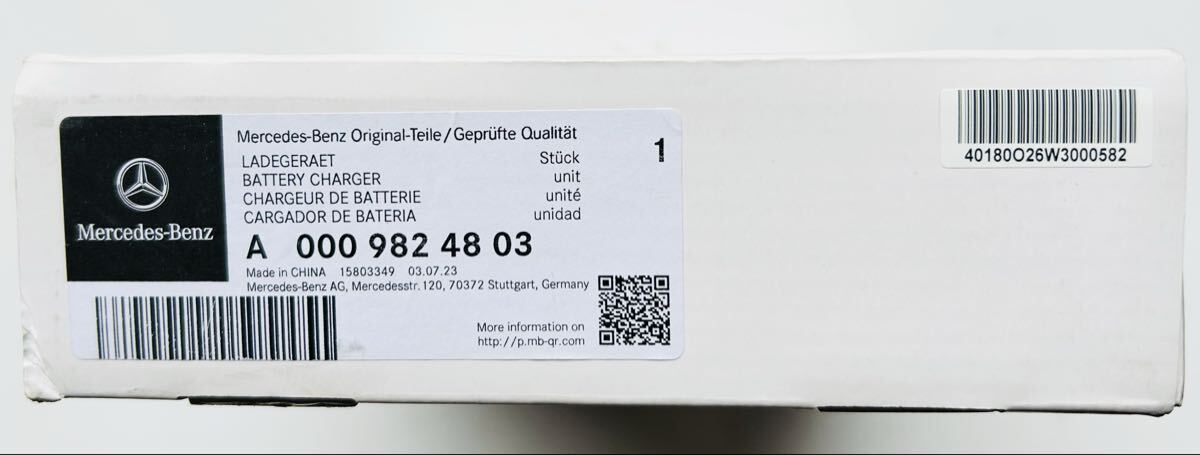 Mercedes-Benz
Mercedes-Benz Original-Teile/Geprüfte Qualität
LADEGERAET Stück
BATTERY CHARGER unit
CHARGEUR DE BATTERIE unité
CARGADOR DE BATERIA unidad
1
A 000 982 48 03
Made in CHINA 15803349 03.07.23
Mercedes-Benz AG, Mercedesstr. 120, 70372 Stuttgart, Germany
More information on
http://p.mb-qr.com
40180O26W3000582